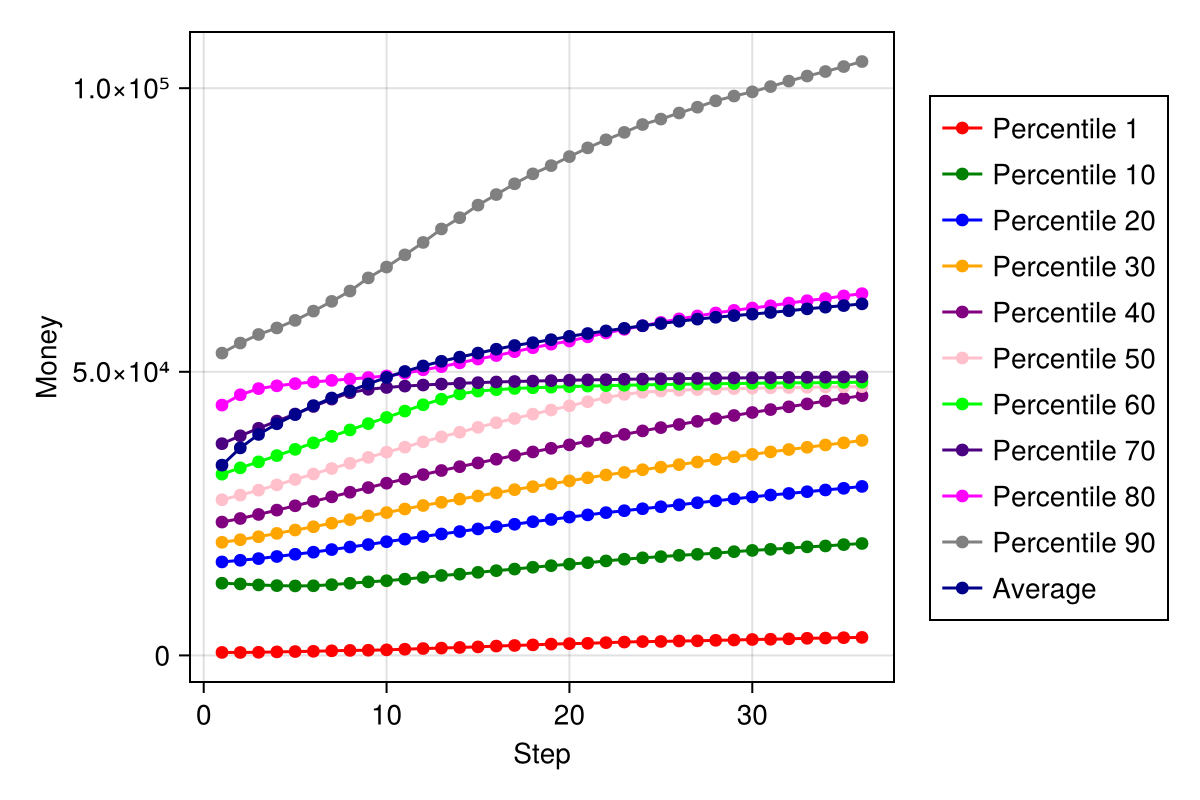 Money
1.0×10⁵
5.0×10⁴
0
0 10 20 30
Step
Percentile 1
Percentile 10
Percentile 20
Percentile 30
Percentile 40
Percentile 50
Percentile 60
Percentile 70
Percentile 80
Percentile 90
Average